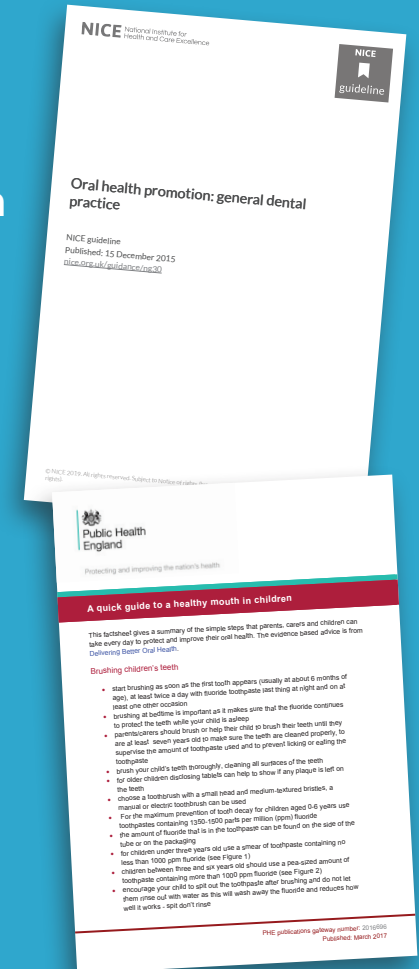 NICE National Institute for
Health and Care Excellence
NICE
guideline
Oral health promotion: general dental
practice
NICE guideline
Published: 15 December 2015
nice.org.uk/guidance/ng30
© NICE 2018. All rights reserved. Subject to Notice of rights
Public Health
England
Protecting and improving the nation's health
A quick guide to a healthy mouth in children
This factsheet gives a summary of the simple steps that parents, carers and children can
take every day to protect and improve their oral health. The evidence based advice is from
Delivering Better Oral Health.
Brushing children's teeth
• start brushing as soon as the first tooth appears (usually at about 6 months of
age), at least twice a day with fluoride toothpaste last thing at night and on at
least one other occasion
• brushing at bedtime is important as it makes sure that the fluoride continues
to protect the teeth while your child is asleep
• parents/carers should brush or help their child to brush their teeth until they
are at least seven years old to make sure the teeth are cleaned properly, to
supervise the amount of toothpaste used and to prevent licking or eating the
toothpaste
• brush your child's teeth thoroughly, cleaning all surfaces of the teeth
• for older children disclosing tablets can help to show if any plaque is left on
the teeth
• choose a toothbrush with a small head and medium-textured bristles, a
manual or electric toothbrush can be used
• For the maximum prevention of tooth decay for children aged 0-6 years use
toothpastes containing 1350-1500 parts per million (ppm) fluoride
• the amount of fluoride that is in the toothpaste can be found on the side of the
tube or on the packaging
• for children under three years old use a smear of toothpaste containing no
less than 1000 ppm fluoride (see Figure 1)
• children between three and six years old should use a pea-sized amount of
toothpaste containing more than 1000 ppm fluoride (see Figure 2)
• encourage your child to spit out the toothpaste after brushing and do not let
them rinse out with water as this will wash away the fluoride and reduces how
well it works - spit don't rinse
PHE publications gateway number: 2016696
Published: March 2017